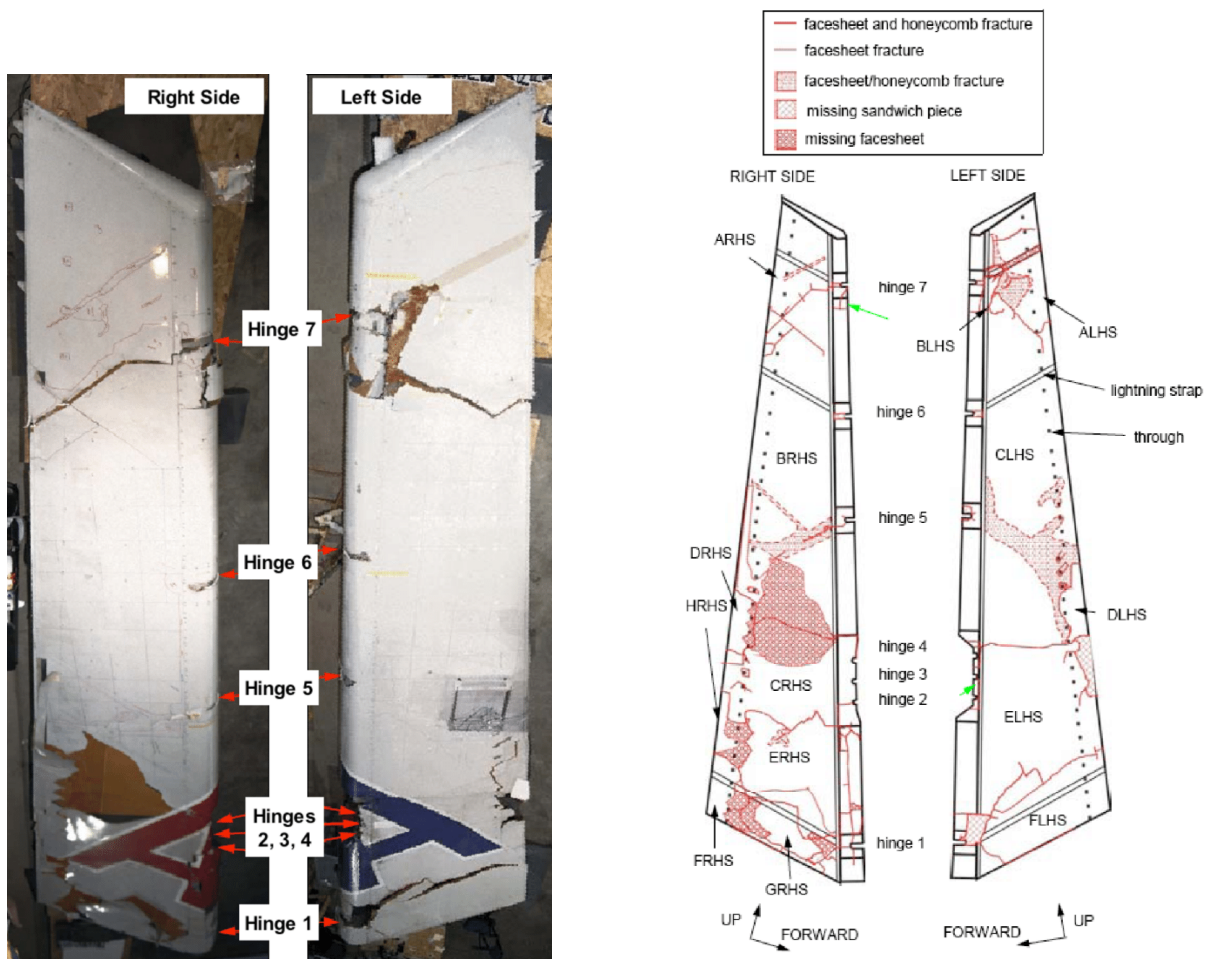 Right Side
Left Side
Hinge 7
Hinge 6
Hinge 5
Hinges
2, 3, 4
Hinge 1
facesheet and honeycomb fracture
facesheet fracture
facesheet/honeycomb fracture
missing sandwich piece
missing facesheet
RIGHT SIDE
LEFT SIDE
ARHS
hinge 7
BLHS
ALHS
lightning strap
hinge 6
through
BRHS
CLHS
hinge 5
DRHS
HRHS
DLHS
hinge 4
hinge 3
CRHS
hinge 2
ELHS
ERHS
FLHS
hinge 1
FRHS
GRHS
UP
FORWARD
FORWARD
UP